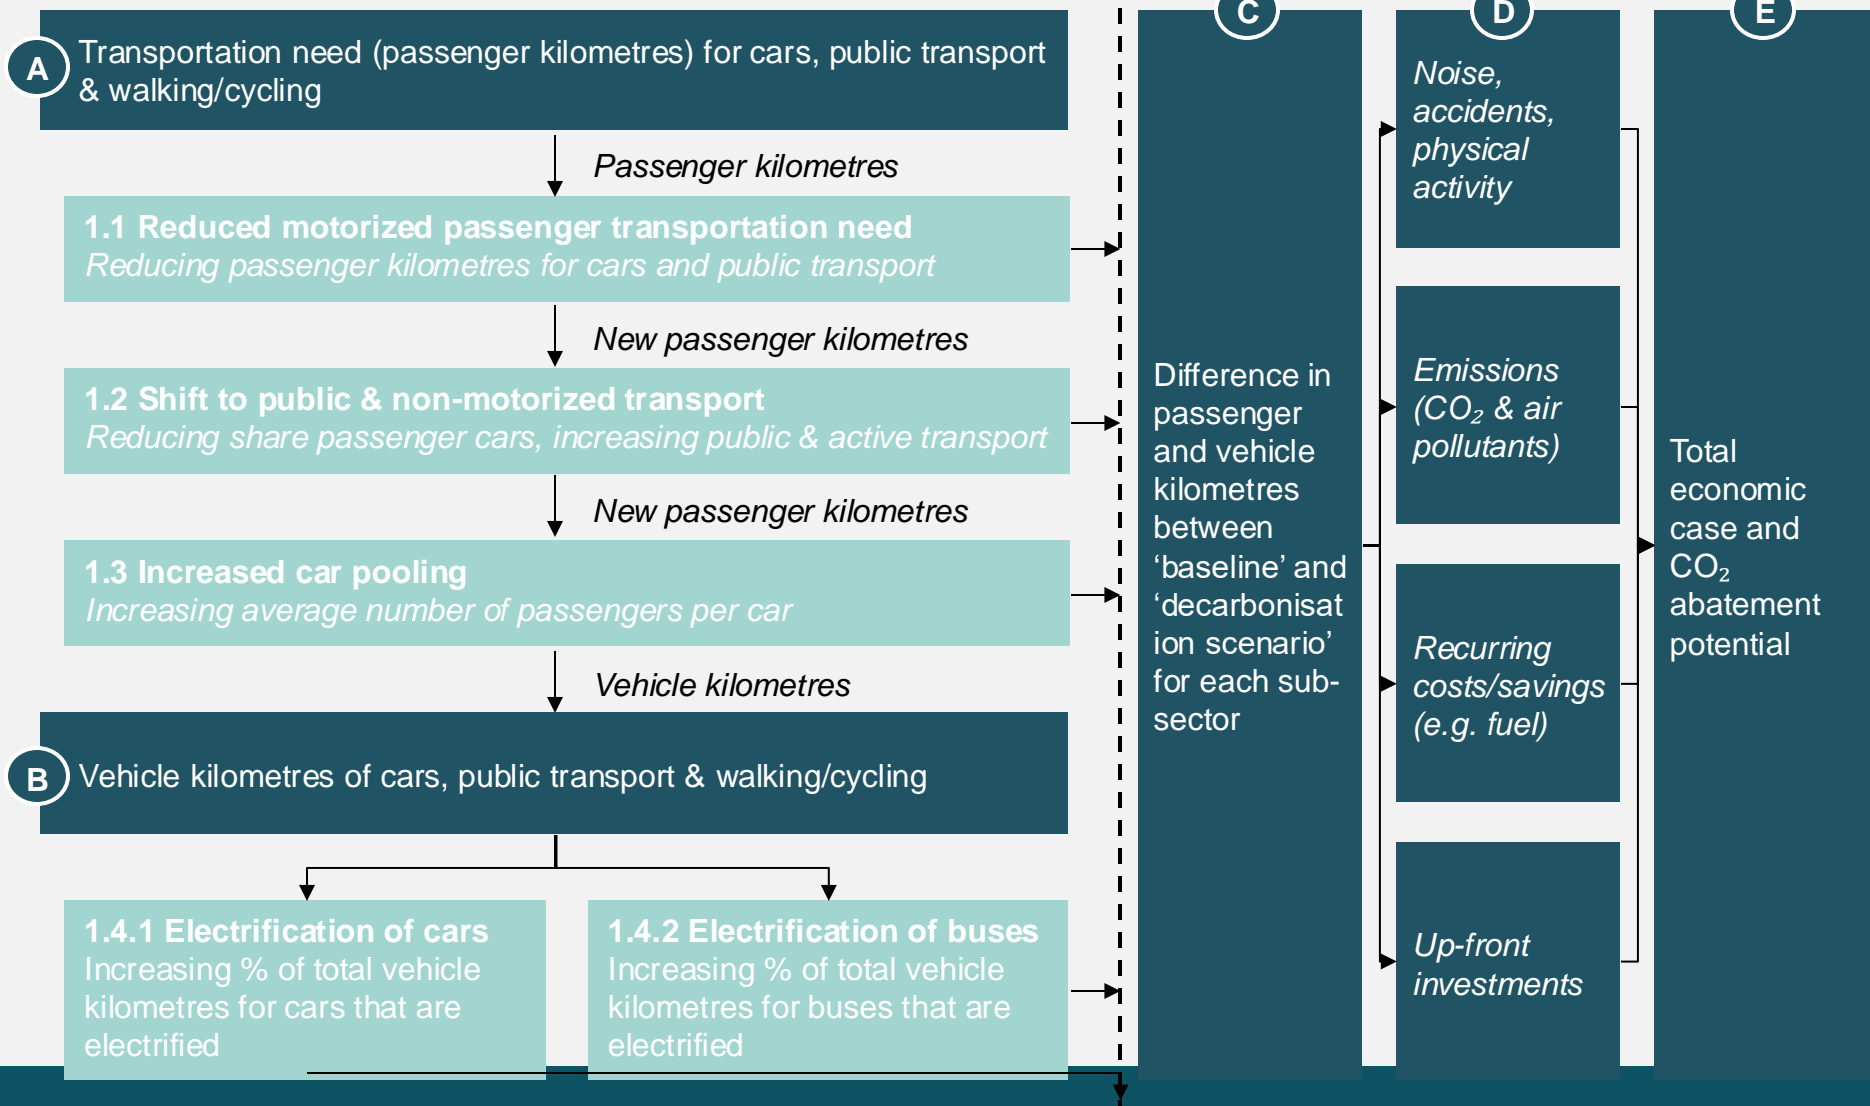 A
Transportation need (passenger kilometres) for cars, public transport
& walking/cycling
Passenger kilometres
1.1 Reduced motorized passenger transportation need
Reducing passenger kilometres for cars and public transport
New passenger kilometres
1.2 Shift to public & non-motorized transport
Reducing share passenger cars, increasing public & active transport
New passenger kilometres
1.3 Increased car pooling
Increasing average number of passengers per car
Vehicle kilometres
B
Vehicle kilometres of cars, public transport & walking/cycling
1.4.1 Electrification of cars
Increasing % of total vehicle
kilometres for cars that are
electrified
1.4.2 Electrification of buses
Increasing % of total vehicle
kilometres for buses that are
electrified
C
Difference in
passenger
and vehicle
kilometres
between
‘baseline’ and
‘decarbonisat
ion scenario’
for each sub-
sector
D
Noise,
accidents,
physical
activity
Emissions
(CO₂ & air
pollutants)
Recurring
costs/savings
(e.g. fuel)
Up-front
investments
E
Total
economic
case and
CO₂
abatement
potential